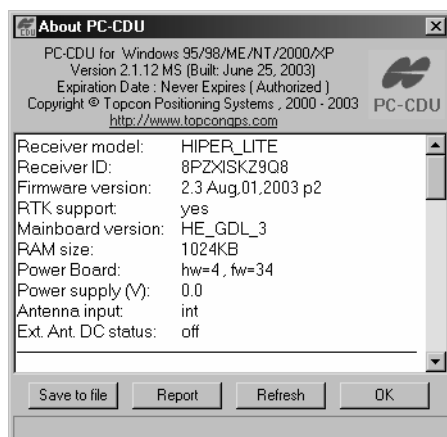 About PC-CDU
PC-CDU for Windows 95/98/ME/NT/2000/XP
Version 2.1.12 MS (Built: June 25, 2003)
Expiration Date : Never Expires ( Authorized )
Copyright © Topcon Positioning Systems , 2000 - 2003
http://www.topcongps.com
PC-CDU
Receiver model: HIPER_LITE
Receiver ID: 8PZXISKZ9Q8
Firmware version: 2.3 Aug,01,2003 p2
RTK support: yes
Mainboard version: HE_GDL_3
RAM size: 1024KB
Power Board: hw=4 , fw=34
Power supply (V): 0.0
Antenna input: int
Ext. Ant. DC status: off
Save to file Report Refresh OK